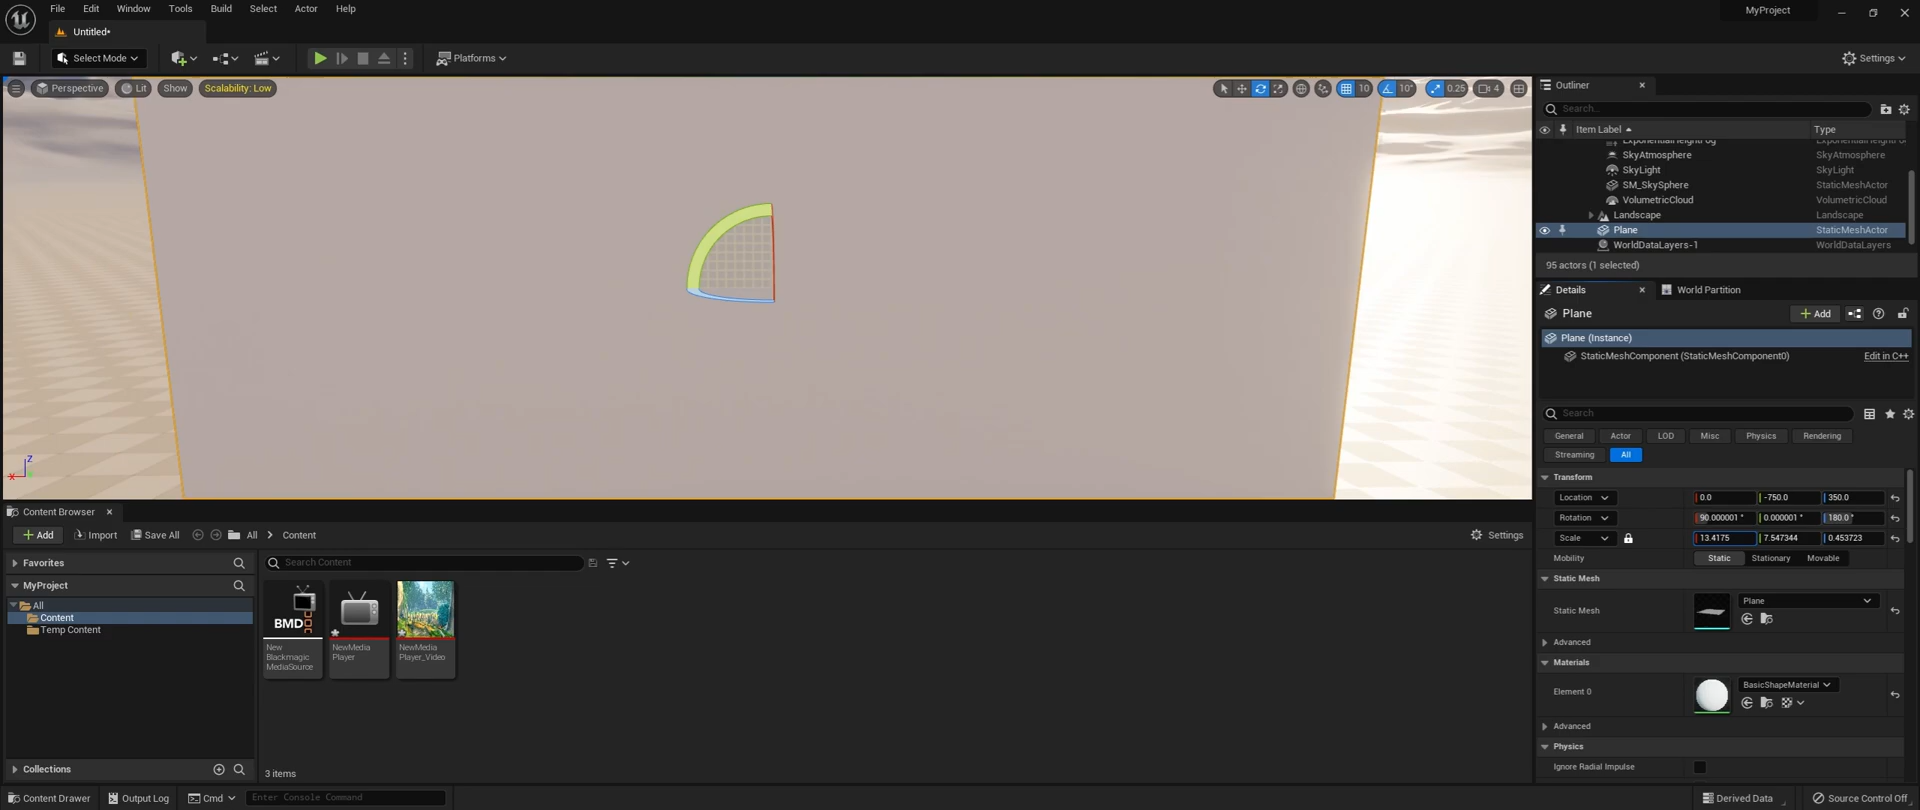 File Edit Window Tools Build Select Actor Help
MyProject
Untitled*
Select Mode
Platforms
Settings
Perspective Lit Show Scalability: Low
10 10° 0.25 4
Z
X
Outliner
Search...
Item Label Type
ExponentialHeightFog
SkyAtmosphere SkyAtmosphere
SkyLight SkyLight
SM_SkySphere StaticMeshActor
VolumetricCloud VolumetricCloud
Landscape Landscape
Plane StaticMeshActor
WorldDataLayers-1 WorldDataLayers
95 actors (1 selected)
Details World Partition
Plane
Add
Plane (Instance)
StaticMeshComponent (StaticMeshComponent0) Edit in C++
Search
General Actor LOD Misc Physics Rendering
Streaming All
Transform
Location 0.0 -750.0 350.0
Rotation 90.000001 ° 0.000001 ° 180.0 °
Scale 13.4175 7.547344 0.453723
Mobility Static Stationary Movable
Static Mesh
Static Mesh Plane
Advanced
Materials
Element 0 BasicShapeMaterial
Advanced
Physics
Ignore Radial Impulse
Content Browser
Add Import Save All All Content Settings
Favorites
MyProject
All
Content
Temp Content
Collections
Search Content
BMD
New
Blackmagic
MediaSource
NewMedia
Player
NewMedia
Player_Video
3 items
Content Drawer Output Log Cmd Enter Console Command
Derived Data Source Control Off